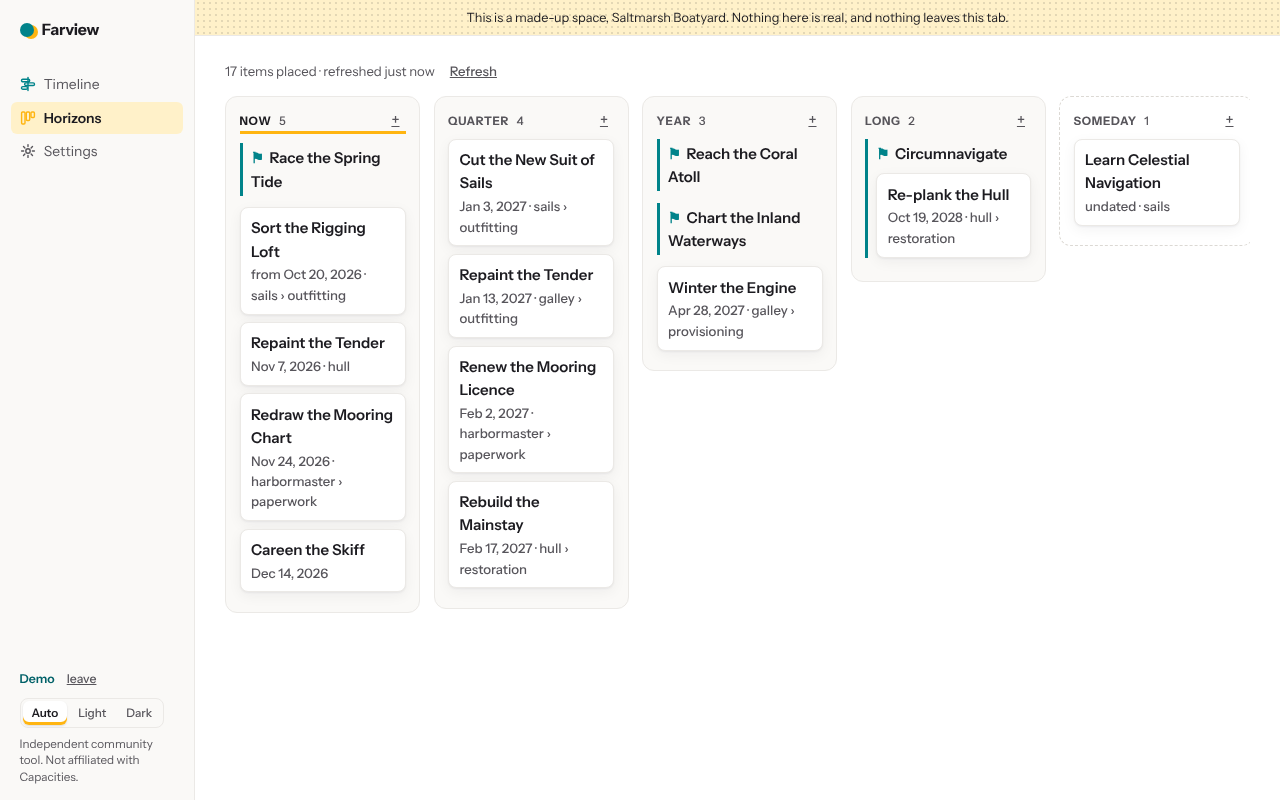 Farview
Timeline
Horizons
Settings
Demo leave
Auto Light Dark
Independent community
tool. Not affiliated with
Capacities.
This is a made-up space, Saltmarsh Boatyard. Nothing here is real, and nothing leaves this tab.
17 items placed · refreshed just now Refresh
NOW 5 +
Race the Spring
Tide
Sort the Rigging
Loft
from Oct 20, 2026 ·
sails › outfitting
Repaint the Tender
Nov 7, 2026 · hull
Redraw the Mooring
Chart
Nov 24, 2026 ·
harbormaster ›
paperwork
Careen the Skiff
Dec 14, 2026
QUARTER 4 +
Cut the New Suit of
Sails
Jan 3, 2027 · sails ›
outfitting
Repaint the Tender
Jan 13, 2027 · galley ›
outfitting
Renew the Mooring
Licence
Feb 2, 2027 ·
harbormaster ›
paperwork
Rebuild the
Mainstay
Feb 17, 2027 · hull ›
restoration
YEAR 3 +
Reach the Coral
Atoll
Chart the Inland
Waterways
Winter the Engine
Apr 28, 2027 · galley ›
provisioning
LONG 2 +
Circumnavigate
Re-plank the Hull
Oct 19, 2028 · hull ›
restoration
SOMEDAY 1 +
Learn Celestial
Navigation
undated · sails